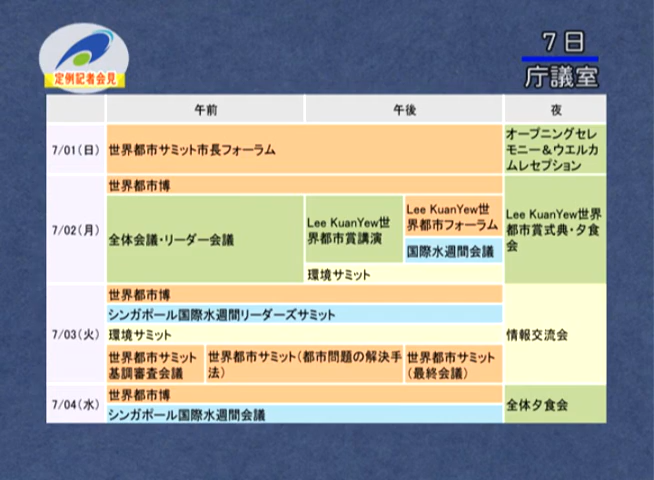 定例記者会見
7日
庁議室
午前 午後 夜
7/01(日) 世界都市サミット市長フォーラム
オープニングセレ
モニー&ウエルカ
ムレセプション
7/02(月)
世界都市博
全体会議・リーダー会議
Lee KuanYew世
界都市賞講演
Lee KuanYew世
界都市フォーラム
国際水週間会議
環境サミット
Lee KuanYew世界
都市賞式典・夕食
会
7/03(火)
世界都市博
シンガポール国際水週間リーダーズサミット
環境サミット
世界都市サミット
基調審査会議
世界都市サミット(都市問題の解決手
法)
世界都市サミット
(最終会議)
情報交流会
7/04(水)
世界都市博
シンガポール国際水週間会議
全体夕食会